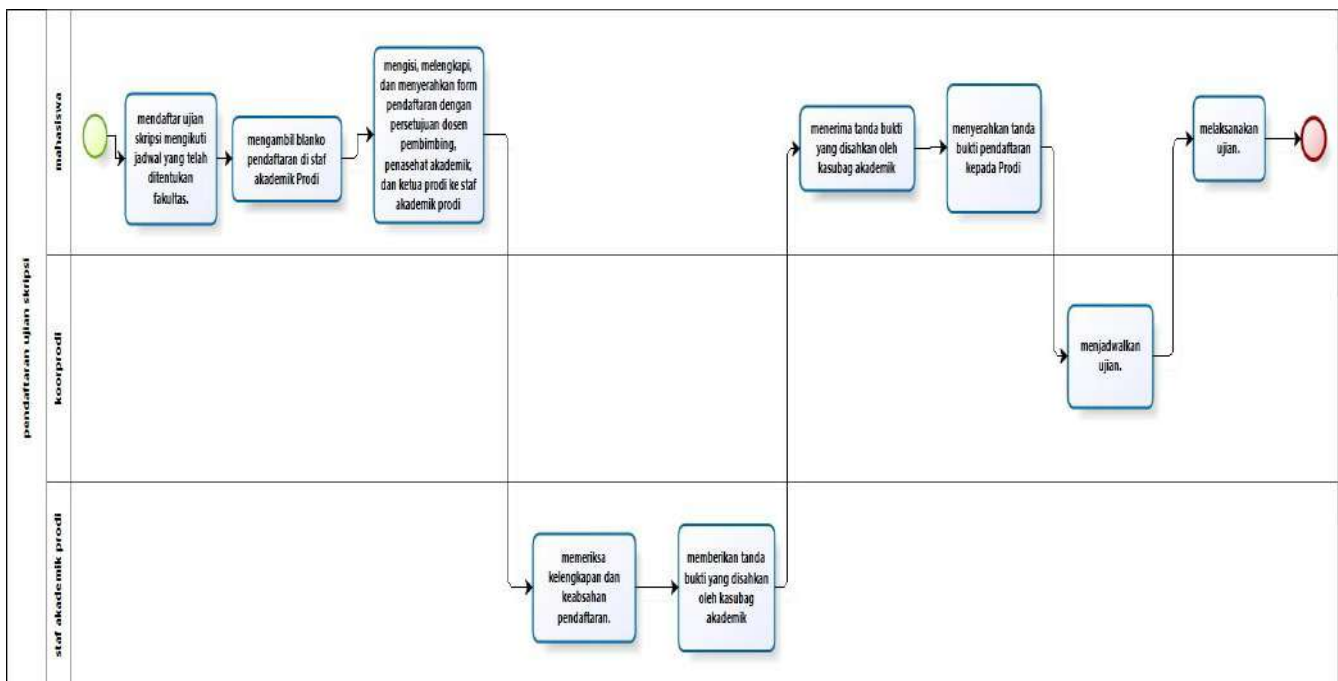 pendaftaran ujian skripsi
mahasiswa
mendaftar ujian
skripsi mengikuti
jadwal yang telah
ditentukan
fakultas.
mengambil blanko
pendaftaran di staf
akademik Prodi
mengisi, melengkapi,
dan menyerahkan form
pendaftaran dengan
persetujuan dosen
pembimbing,
penasehat akademik,
dan ketua prodi ke staf
akademik prodi
menerima tanda bukti
yang disahkan oleh
kasubag akademik
menyerahkan tanda
bukti pendaftaran
kepada Prodi
melaksanakan
ujian.
koorprodi
menjadwalkan
ujian.
staf akademik prodi
memeriksa
kelengkapan dan
keabsahan
pendaftaran.
memberikan tanda
bukti yang disahkan
oleh kasubag
akademik